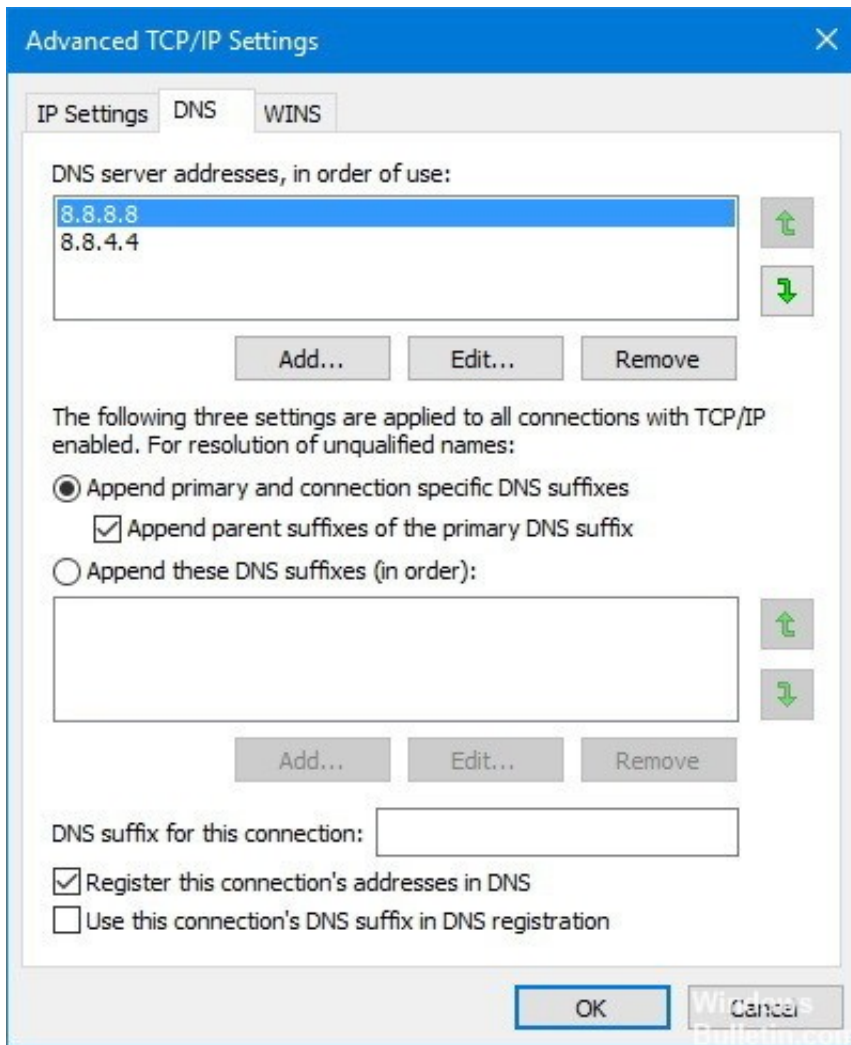 Advanced TCP/IP Settings
IP Settings DNS WINS
DNS server addresses, in order of use:
8.8.8.8
8.8.4.4
Add... Edit... Remove
The following three settings are applied to all connections with TCP/IP
enabled. For resolution of unqualified names:
Append primary and connection specific DNS suffixes
Append parent suffixes of the primary DNS suffix
Append these DNS suffixes (in order):
Add... Edit... Remove
DNS suffix for this connection:
Register this connection's addresses in DNS
Use this connection's DNS suffix in DNS registration
OK Cancel
Windows
Bulletin.com